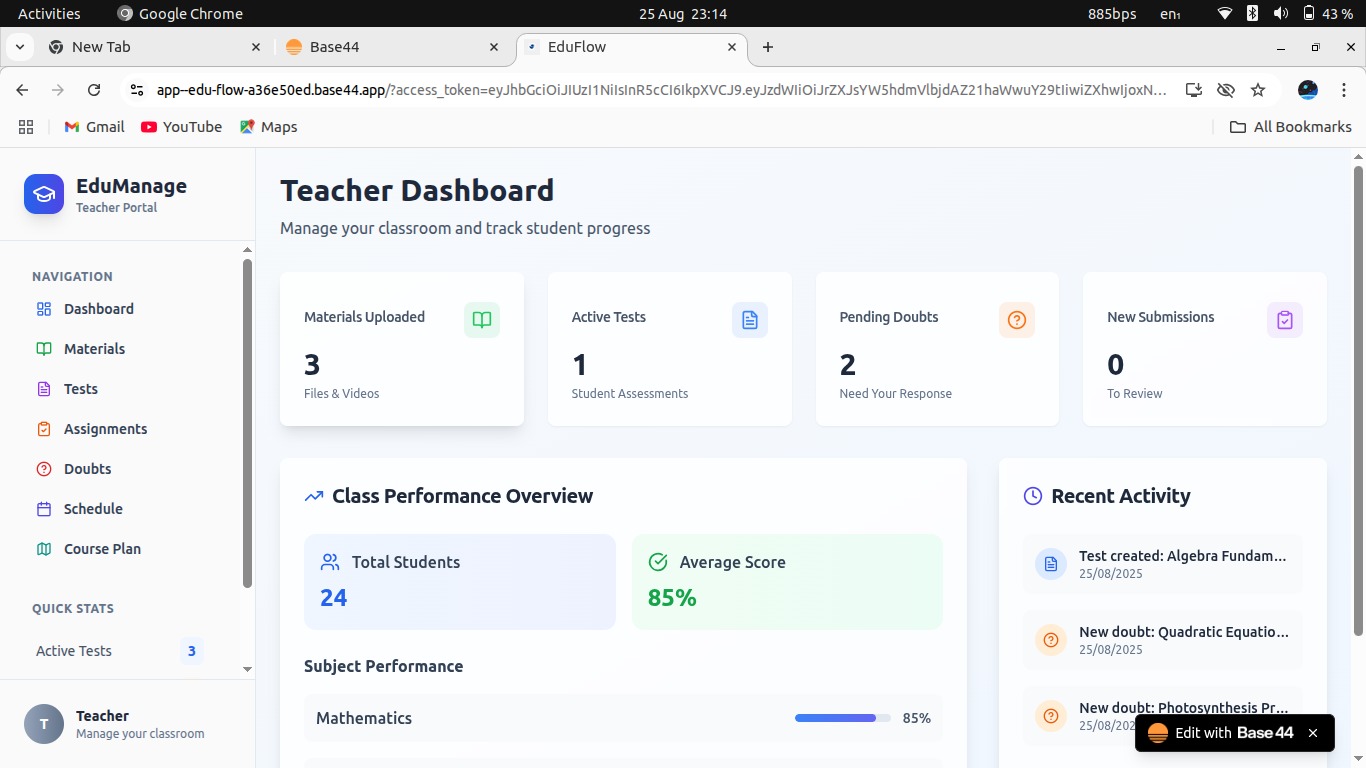 Activities Google Chrome 25 Aug 23:14 885bps en₁ 43 %
New Tab Base44 EduFlow
app--edu-flow-a36e50ed.base44.app/?access_token=eyJhbGciOiJIUzI1NiIsInR5cCI6IkpXVCJ9.eyJzdWIiOiJrZXJsYW5hdmVlbjdAZ21haWwuY29tIiwiZXhwIjoxN...
Gmail YouTube Maps All Bookmarks
EduManage
Teacher Portal
NAVIGATION
Dashboard
Materials
Tests
Assignments
Doubts
Schedule
Course Plan
QUICK STATS
Active Tests 3
T
Teacher
Manage your classroom
Teacher Dashboard
Manage your classroom and track student progress
Materials Uploaded
3
Files & Videos
Active Tests
1
Student Assessments
Pending Doubts
2
Need Your Response
New Submissions
0
To Review
Class Performance Overview
Total Students
24
Average Score
85%
Subject Performance
Mathematics 85%
Recent Activity
Test created: Algebra Fundam...
25/08/2025
New doubt: Quadratic Equatio...
25/08/2025
New doubt: Photosynthesis Pr...
25/08/202
Edit with Base 44